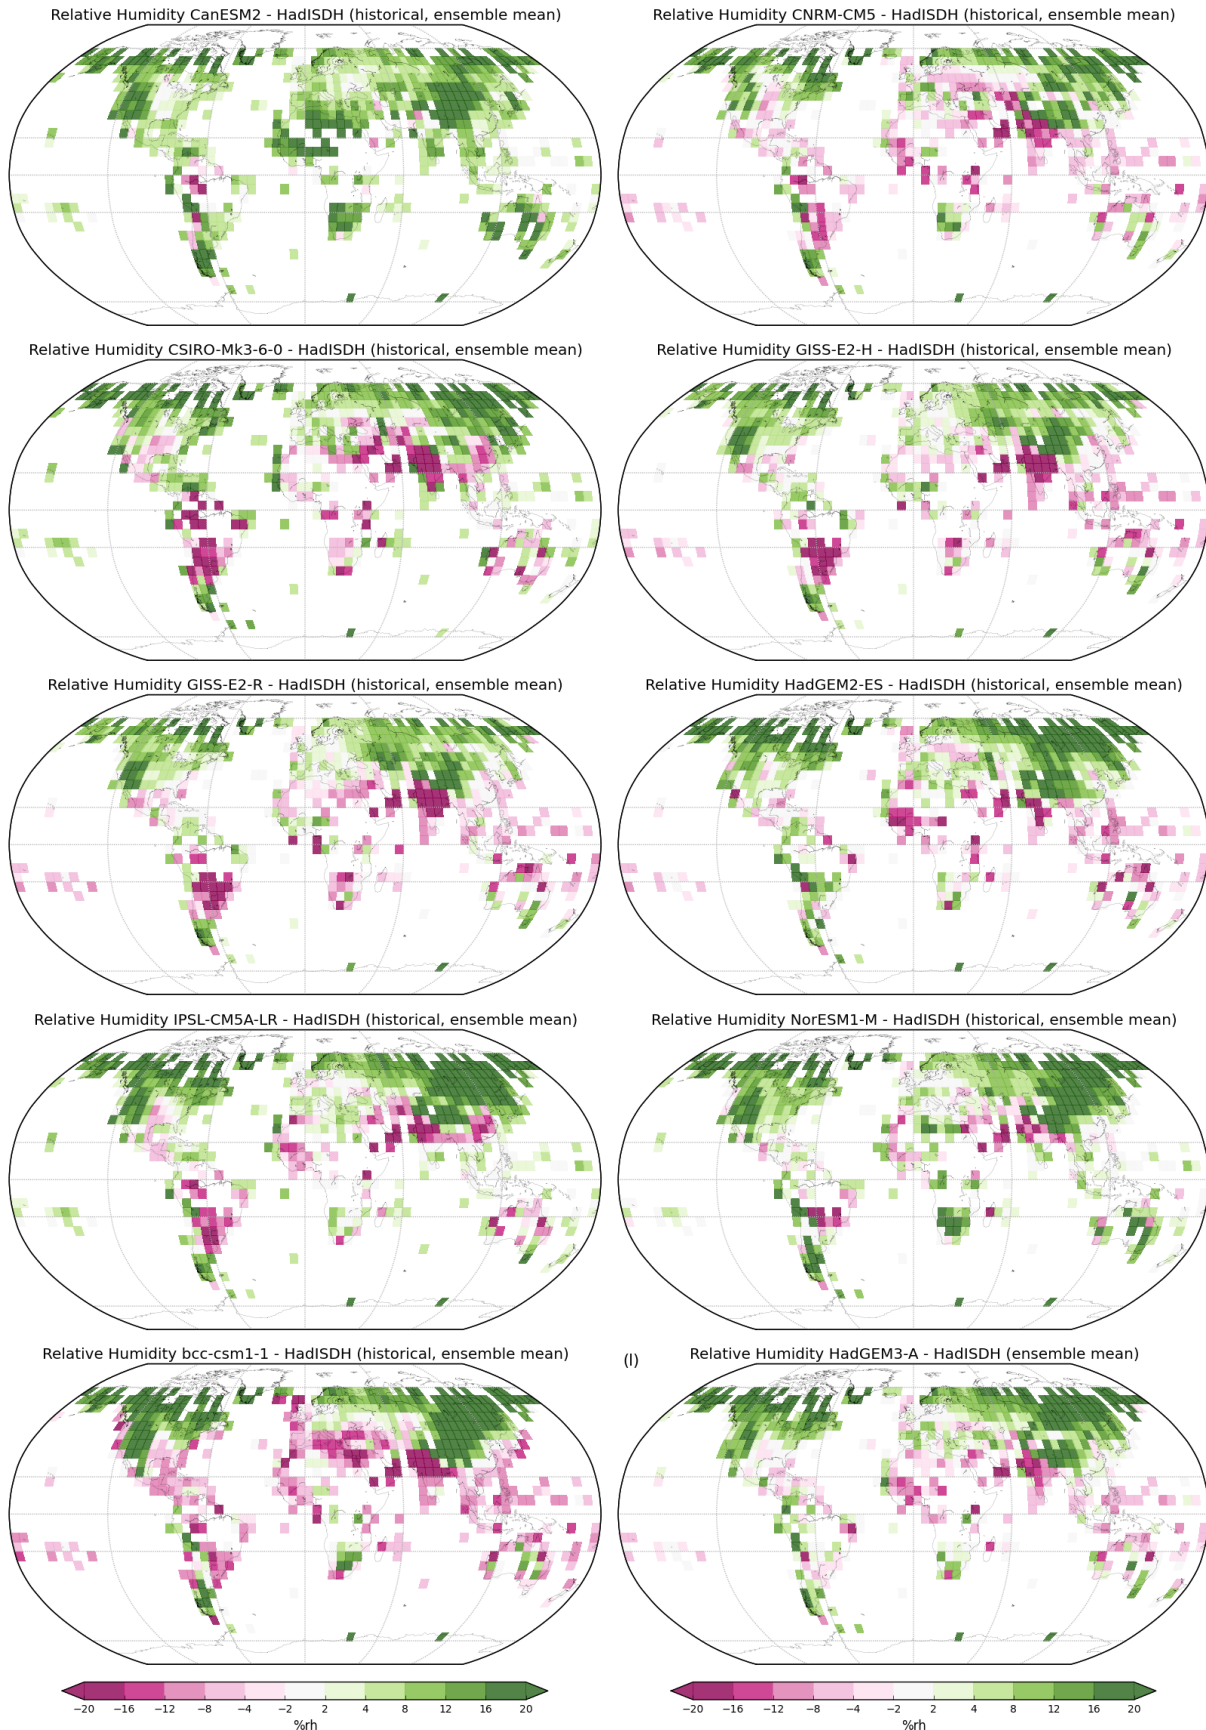 Relative Humidity CanESM2 - HadISDH (historical, ensemble mean)
Relative Humidity CNRM-CM5 - HadISDH (historical, ensemble mean)
Relative Humidity CSIRO-Mk3-6-0 - HadISDH (historical, ensemble mean)
Relative Humidity GISS-E2-H - HadISDH (historical, ensemble mean)
Relative Humidity GISS-E2-R - HadISDH (historical, ensemble mean)
Relative Humidity HadGEM2-ES - HadISDH (historical, ensemble mean)
Relative Humidity IPSL-CM5A-LR - HadISDH (historical, ensemble mean)
Relative Humidity NorESM1-M - HadISDH (historical, ensemble mean)
Relative Humidity bcc-csm1-1 - HadISDH (historical, ensemble mean)
(l)
Relative Humidity HadGEM3-A - HadISDH (ensemble mean)
−20 −16 −12 −8 −4 −2 2 4 8 12 16 20
%rh
−20 −16 −12 −8 −4 −2 2 4 8 12 16 20
%rh